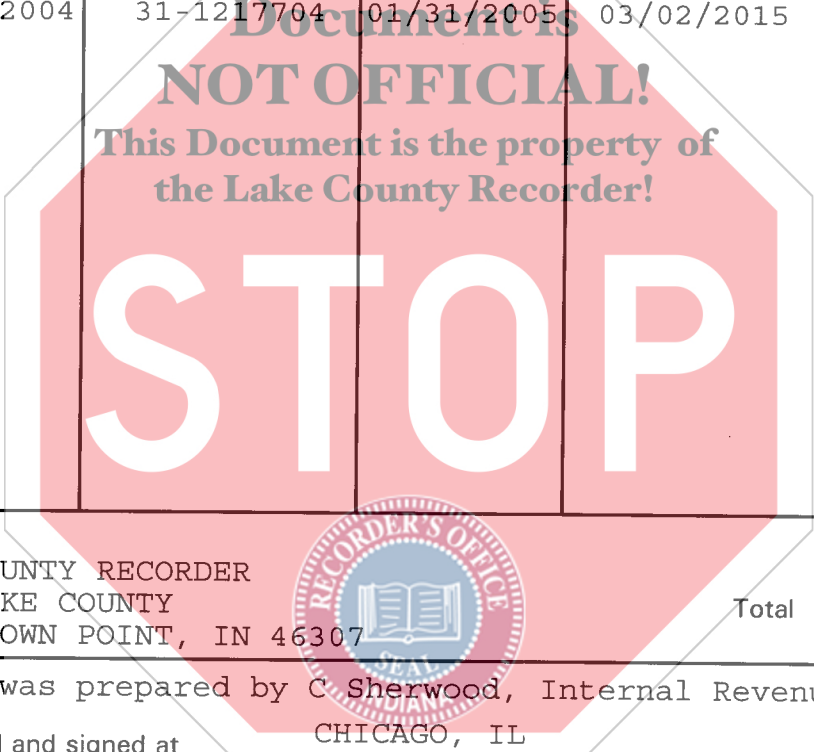 2004 31-1217704 01/31/2005 03/02/2015
Document is
NOT OFFICIAL!
This Document is the property of
the Lake County Recorder!
STOP
RECORDER'S OFFICE
SEAL
INDIANA
UNTY RECORDER
KE COUNTY
OWN POINT, IN 46307
Total
was prepared by C Sherwood, Internal Revenu
CHICAGO, IL
and signed at